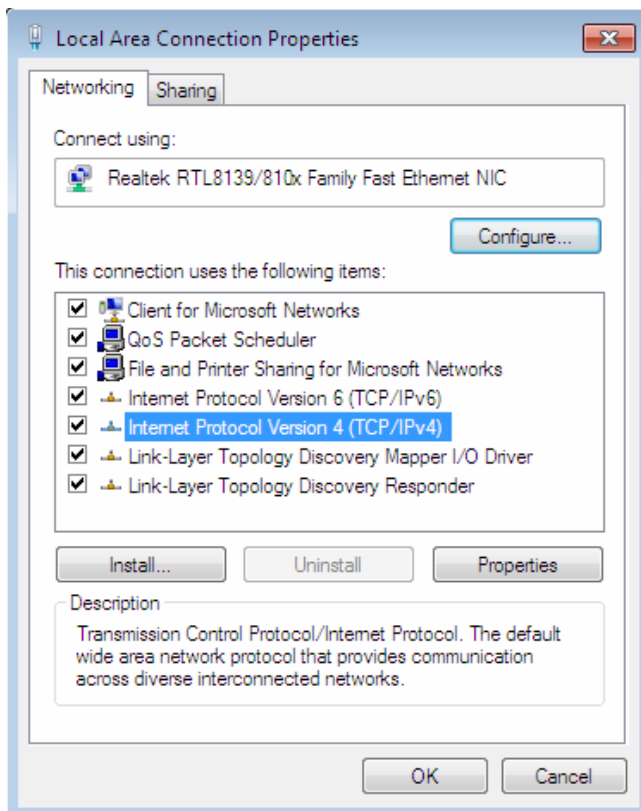 Local Area Connection Properties
Networking
Sharing
Connect using:
Realtek RTL8139/810x Family Fast Ethernet NIC
Configure...
This connection uses the following items:
Client for Microsoft Networks
QoS Packet Scheduler
File and Printer Sharing for Microsoft Networks
Internet Protocol Version 6 (TCP/IPv6)
Internet Protocol Version 4 (TCP/IPv4)
Link-Layer Topology Discovery Mapper I/O Driver
Link-Layer Topology Discovery Responder
Install...
Uninstall
Properties
Description
Transmission Control Protocol/Internet Protocol. The default
wide area network protocol that provides communication
across diverse interconnected networks.
OK
Cancel